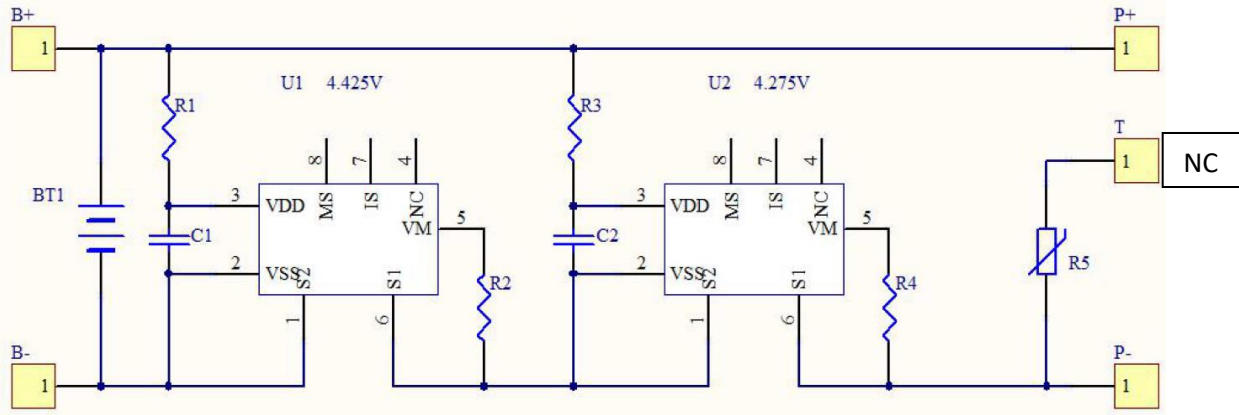 B+
1
P+
1
U1 4.425V
U2 4.275V
R1
R3
T
1
NC
8
7
4
8
7
4
BT1
3
VDD
MS
IS
NC
VM
5
3
VDD
MS
IS
NC
VM
5
C1
C2
2
VSS
S2
S1
R2
2
VSS
S2
S1
R4
R5
1
6
1
6
B-
1
P-
1